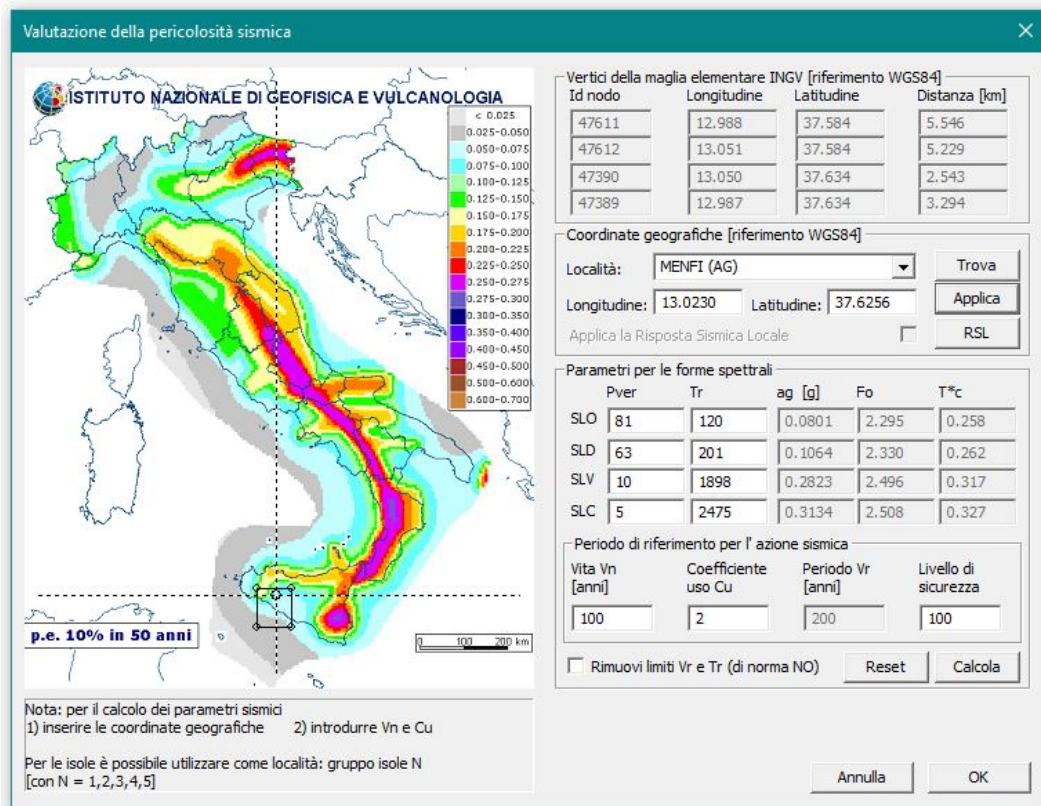 Valutazione della pericolosità sismica
ISTITUTO NAZIONALE DI GEOFISICA E VULCANOLOGIA
< 0.025
0.025-0.050
0.050-0.075
0.075-0.100
0.100-0.125
0.125-0.150
0.150-0.175
0.175-0.200
0.200-0.225
0.225-0.250
0.250-0.275
0.275-0.300
0.300-0.350
0.350-0.400
0.400-0.450
0.450-0.500
0.500-0.600
0.600-0.700
p.e. 10% in 50 anni
0 100 200 km
Nota: per il calcolo dei parametri sismici
1) inserire le coordinate geografiche 2) introdurre Vn e Cu
Per le isole è possibile utilizzare come località: gruppo isole N
[con N = 1,2,3,4,5]
Vertici della maglia elementare INGV [riferimento WGS84]
Id nodo Longitudine Latitudine Distanza [km]
47611 12.988 37.584 5.546
47612 13.051 37.584 5.229
47390 13.050 37.634 2.543
47389 12.987 37.634 3.294
Coordinate geografiche [riferimento WGS84]
Località: MENFI (AG) Trova
Longitudine: 13.0230 Latitudine: 37.6256 Applica
Applica la Risposta Sismica Locale RSL
Parametri per le forme spettrali
Pver Tr ag [g] Fo T*c
SLO 81 120 0.0801 2.295 0.258
SLD 63 201 0.1064 2.330 0.262
SLV 10 1898 0.2823 2.496 0.317
SLC 5 2475 0.3134 2.508 0.327
Periodo di riferimento per l' azione sismica
Vita Vn Coefficiente Periodo Vr Livello di
[anni] uso Cu [anni] sicurezza
100 2 200 100
Rimuovi limiti Vr e Tr (di norma NO) Reset Calcola
Annulla OK